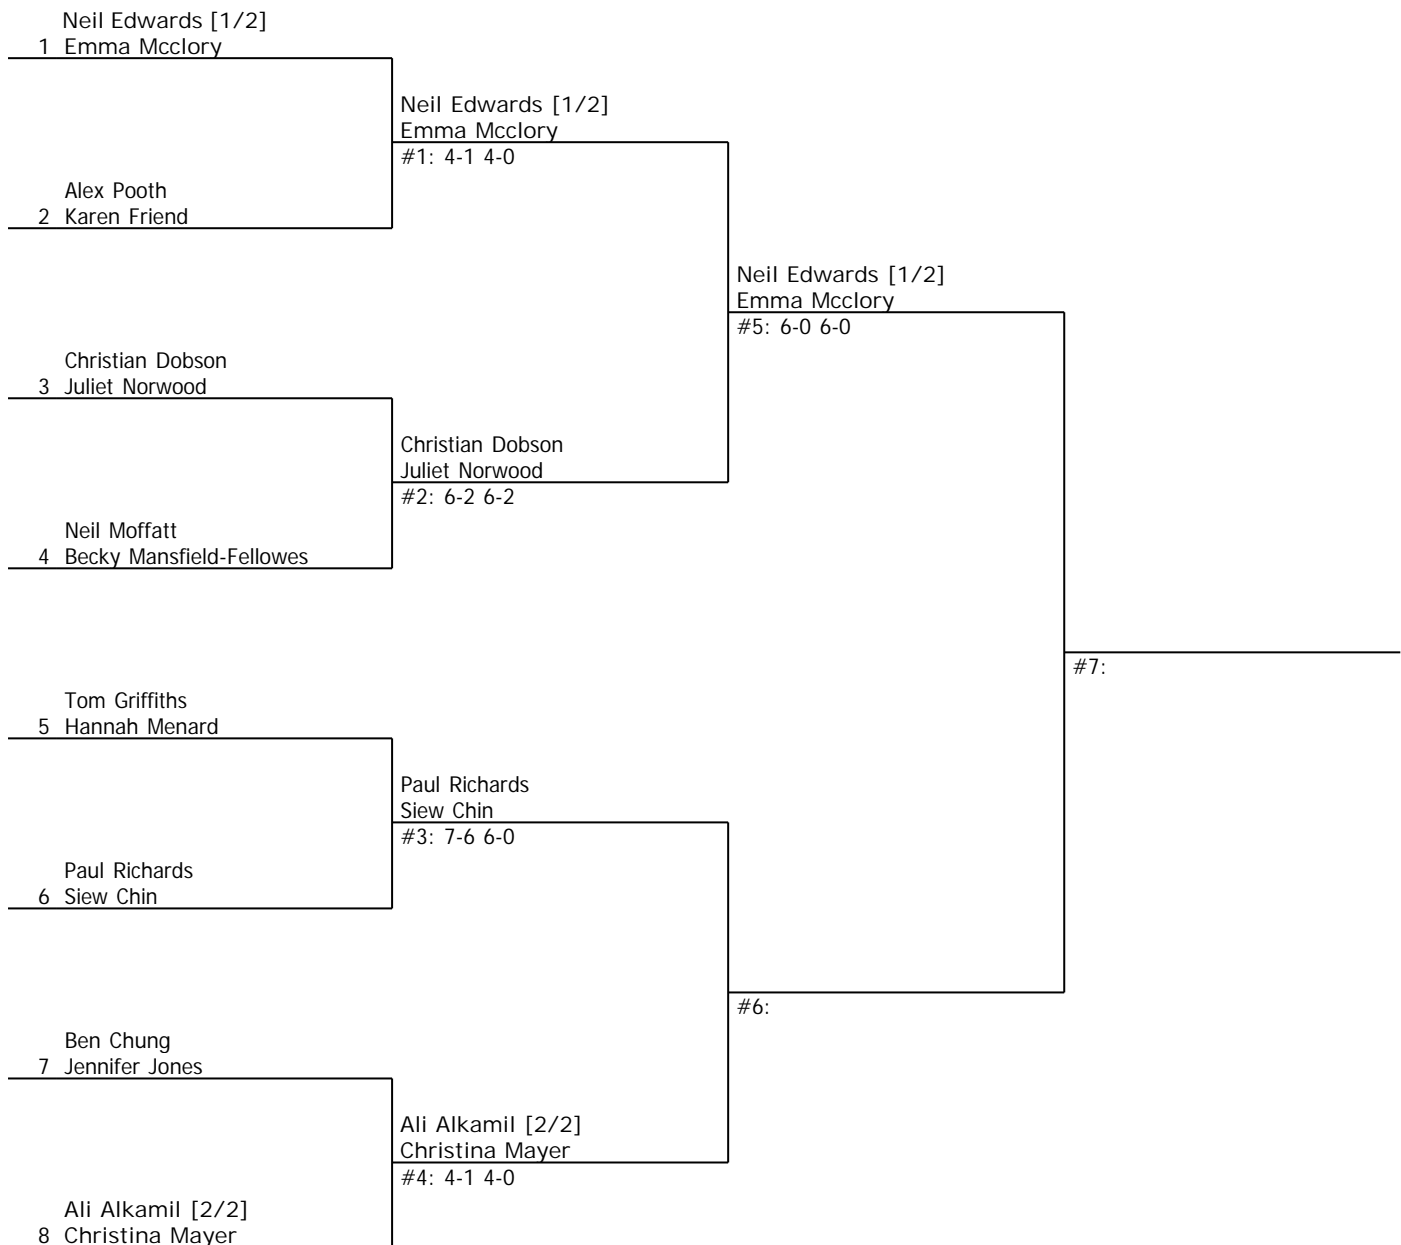 Neil Edwards [1/2]
1 Emma Mcclory
Neil Edwards [1/2]
Emma Mcclory
#1: 4-1 4-0
Alex Pooth
2 Karen Friend
Neil Edwards [1/2]
Emma Mcclory
#5: 6-0 6-0
Christian Dobson
3 Juliet Norwood
Christian Dobson
Juliet Norwood
#2: 6-2 6-2
Neil Moffatt
4 Becky Mansfield-Fellowes
#7:
Tom Griffiths
5 Hannah Menard
Paul Richards
Siew Chin
#3: 7-6 6-0
Paul Richards
6 Siew Chin
#6:
Ben Chung
7 Jennifer Jones
Ali Alkamil [2/2]
Christina Mayer
#4: 4-1 4-0
Ali Alkamil [2/2]
8 Christina Mayer